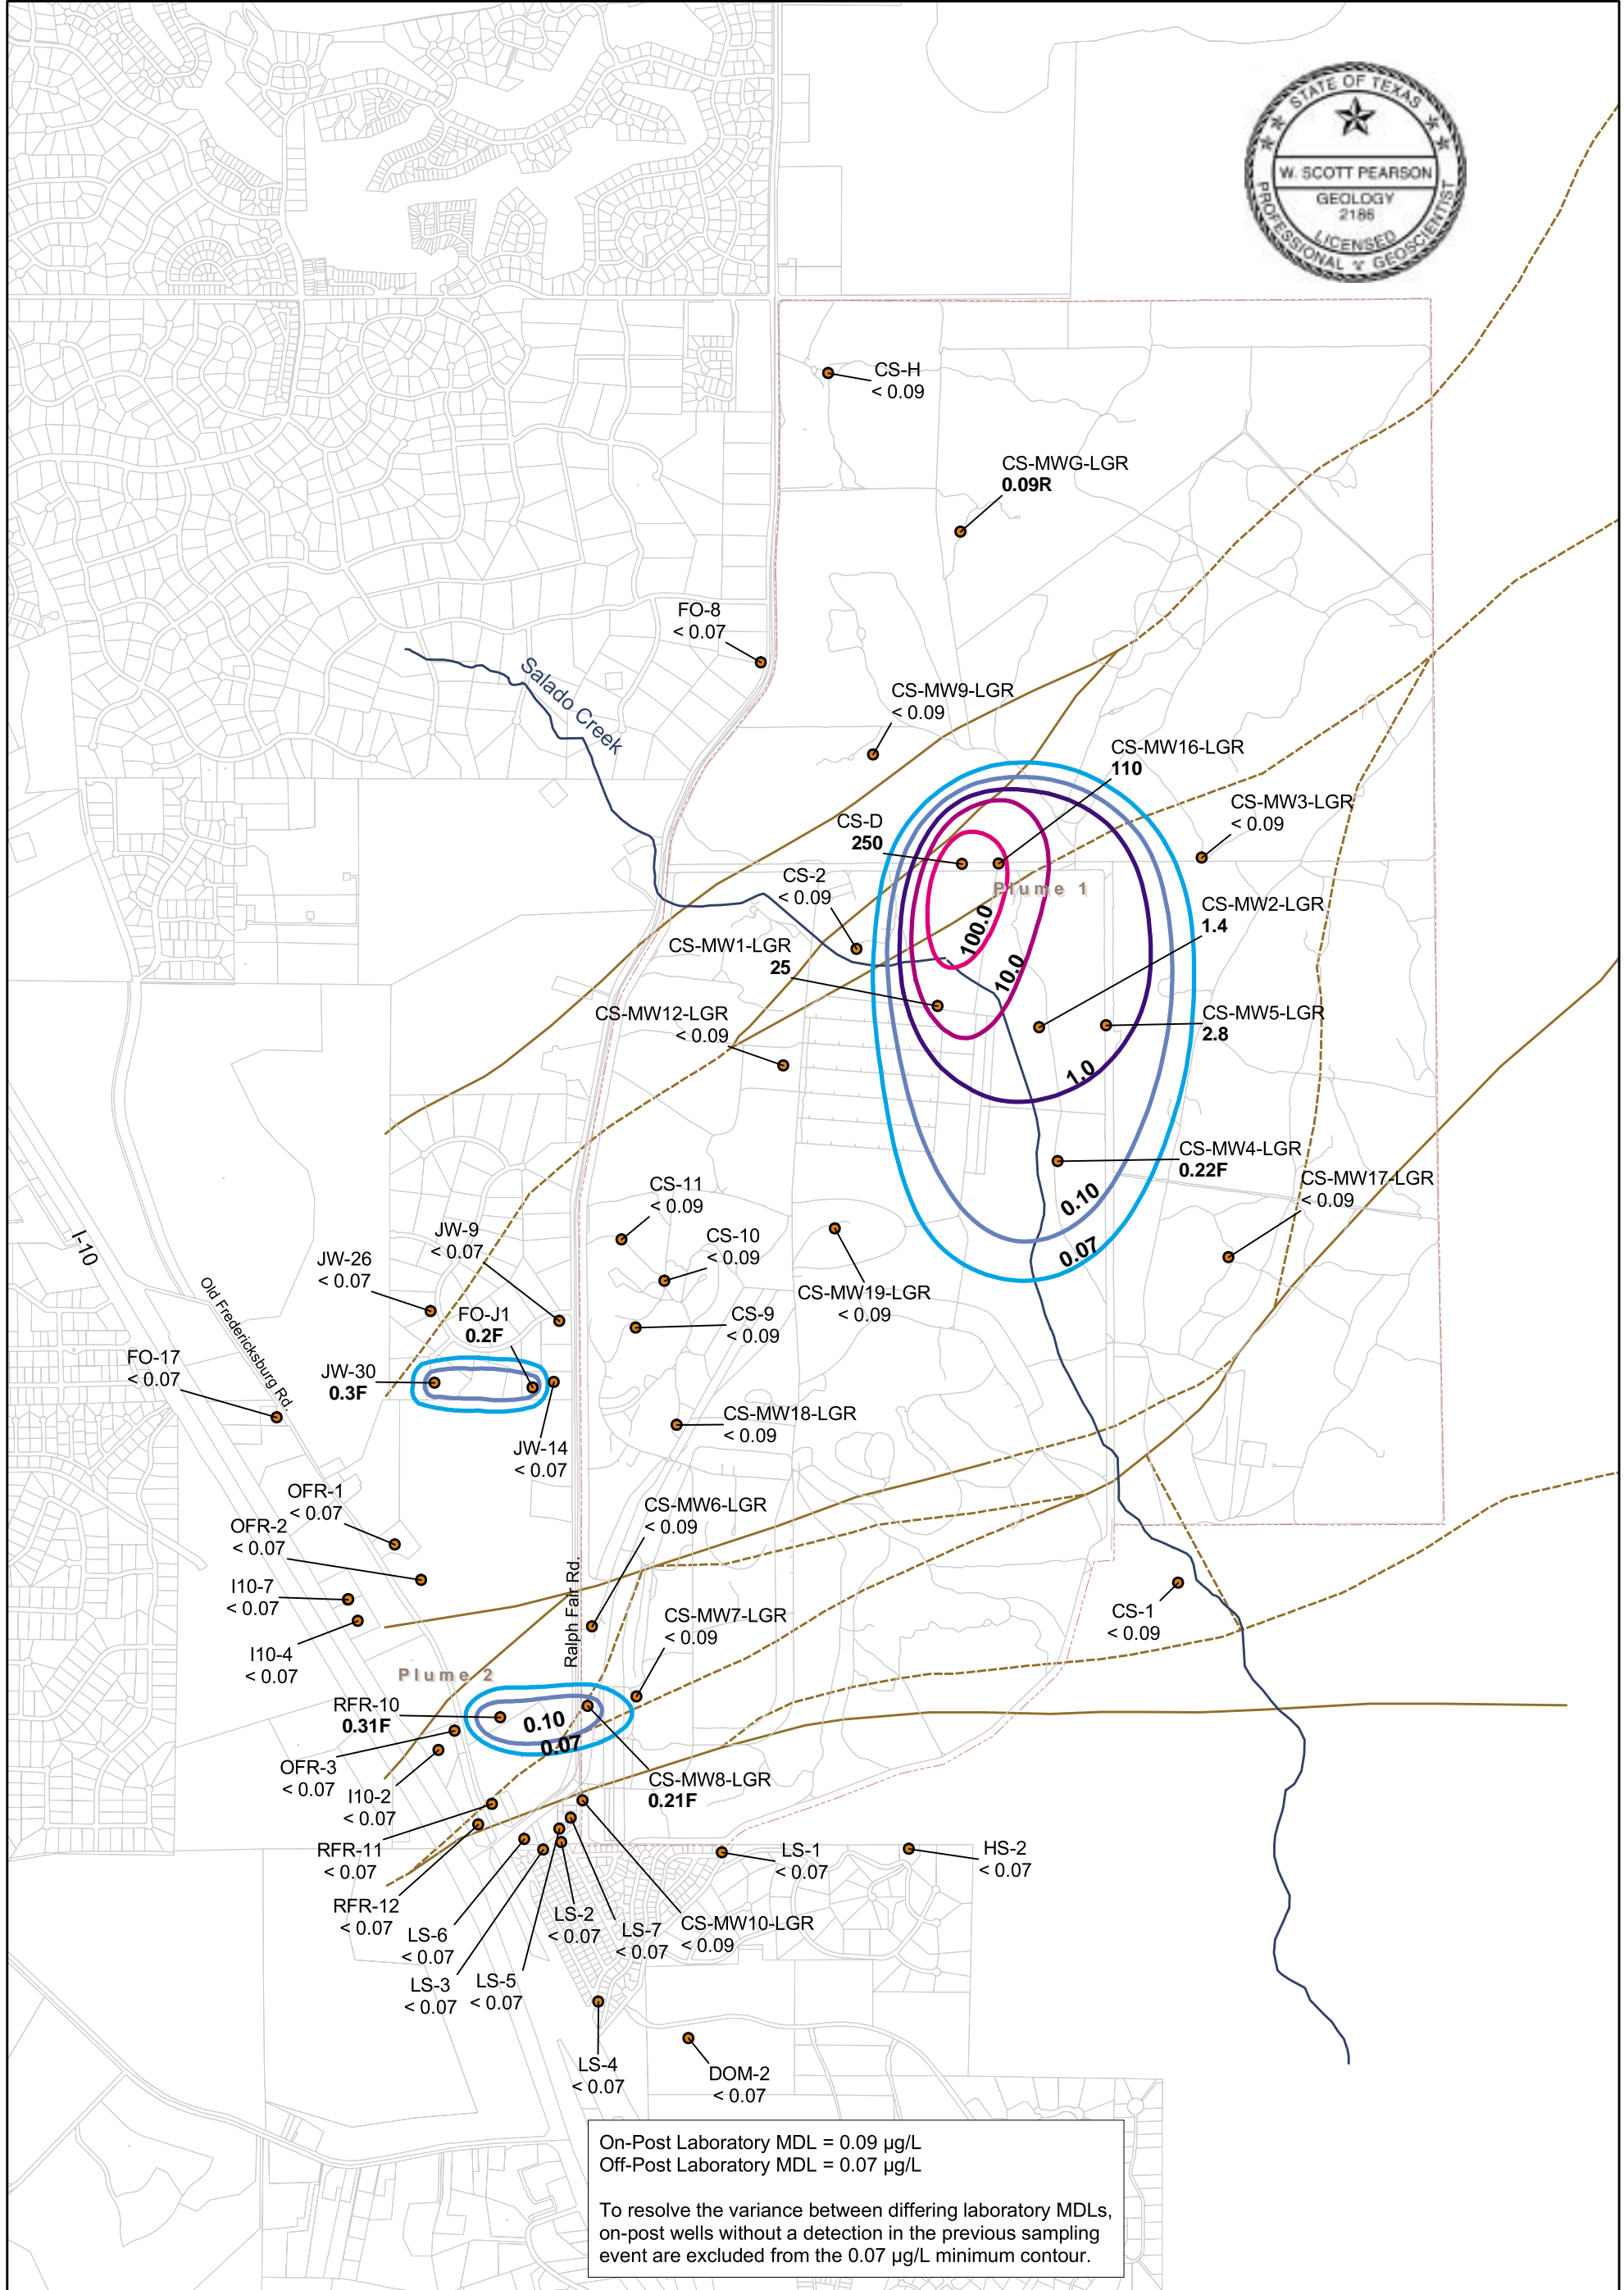 STATE OF TEXAS
W. SCOTT PEARSON
GEOLOGY
2186
LICENSED
PROFESSIONAL GEOSCIENTIST
CS-H
< 0.09
CS-MWG-LGR
0.09R
FO-8
< 0.07
Salado Creek
CS-MW9-LGR
< 0.09
CS-MW16-LGR
110
CS-MW3-LGR
< 0.09
CS-D
250
CS-2
< 0.09
Plume 1
CS-MW2-LGR
1.4
100.0
CS-MW1-LGR
25
10.0
CS-MW12-LGR
< 0.09
CS-MW5-LGR
2.8
1.0
CS-MW4-LGR
0.22F
CS-MW17-LGR
< 0.09
0.10
0.07
CS-11
< 0.09
CS-10
< 0.09
JW-9
< 0.07
I-10
JW-26
< 0.07
Old Fredericksburg Rd.
CS-MW19-LGR
< 0.09
FO-J1
0.2F
CS-9
< 0.09
FO-17
< 0.07
JW-30
0.3F
CS-MW18-LGR
< 0.09
JW-14
< 0.07
OFR-1
< 0.07
CS-MW6-LGR
< 0.09
OFR-2
< 0.07
I10-7
< 0.07
Ralph Fair Rd.
CS-MW7-LGR
< 0.09
CS-1
< 0.09
I10-4
< 0.07
Plume 2
RFR-10
0.31F
0.10
0.07
OFR-3
< 0.07
I10-2
< 0.07
CS-MW8-LGR
0.21F
RFR-11
< 0.07
LS-1
< 0.07
HS-2
< 0.07
RFR-12
< 0.07
LS-6
< 0.07
LS-2
< 0.07
LS-7
< 0.07
CS-MW10-LGR
< 0.09
LS-3
< 0.07
LS-5
< 0.07
LS-4
< 0.07
DOM-2
< 0.07
On-Post Laboratory MDL = 0.09 µg/L
Off-Post Laboratory MDL = 0.07 µg/L
To resolve the variance between differing laboratory MDLs,
on-post wells without a detection in the previous sampling
event are excluded from the 0.07 µg/L minimum contour.